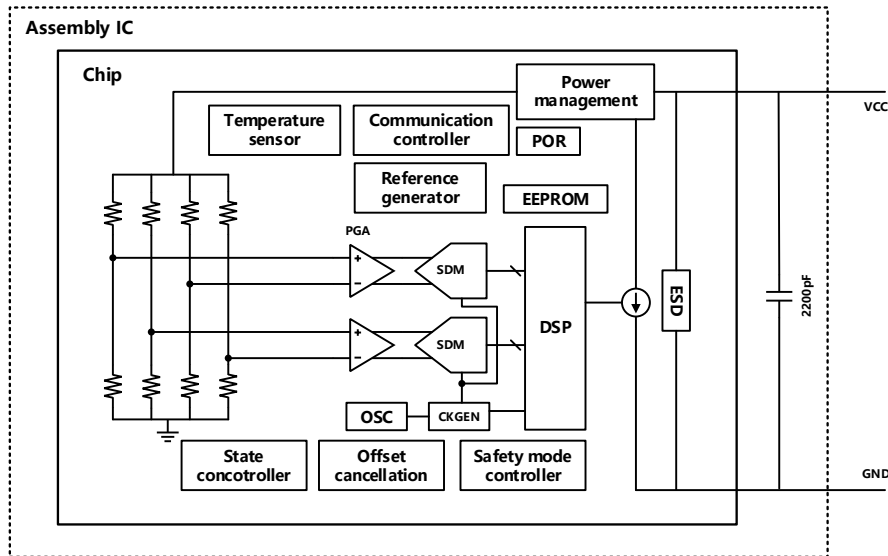 Assembly IC
Chip
Power
management
VCC
Temperature
sensor
Communication
controller
POR
Reference
generator
EEPROM
PGA
+
−
SDM
DSP
ESD
2200pF
+
−
SDM
OSC
CKGEN
State
concotroller
Offset
cancellation
Safety mode
controller
GND